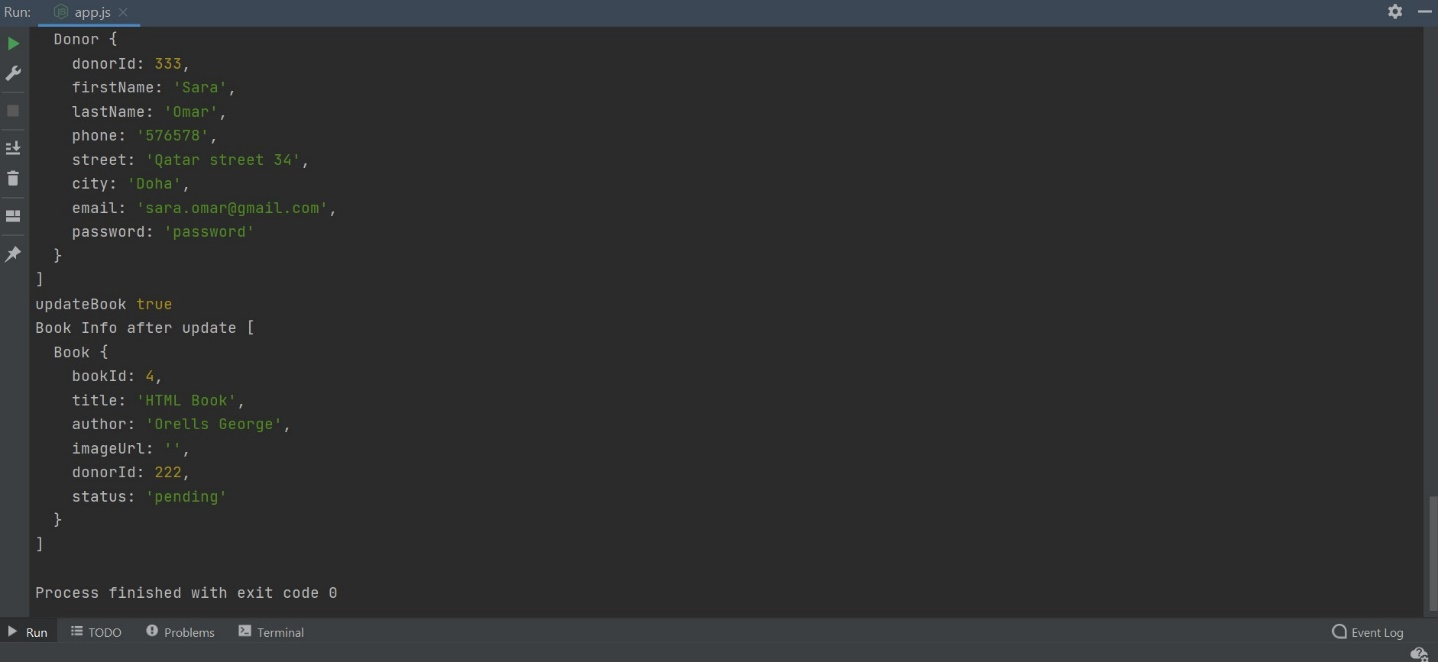 Run: app.js
Donor {
donorId: 333,
firstName: 'Sara',
lastName: 'Omar',
phone: '576578',
street: 'Qatar street 34',
city: 'Doha',
email: 'sara.omar@gmail.com',
password: 'password'
}
]
updateBook true
Book Info after update [
Book {
bookId: 4,
title: 'HTML Book',
author: 'Orells George',
imageUrl: '',
donorId: 222,
status: 'pending'
}
]
Process finished with exit code 0
Run TODO Problems Terminal Event Log